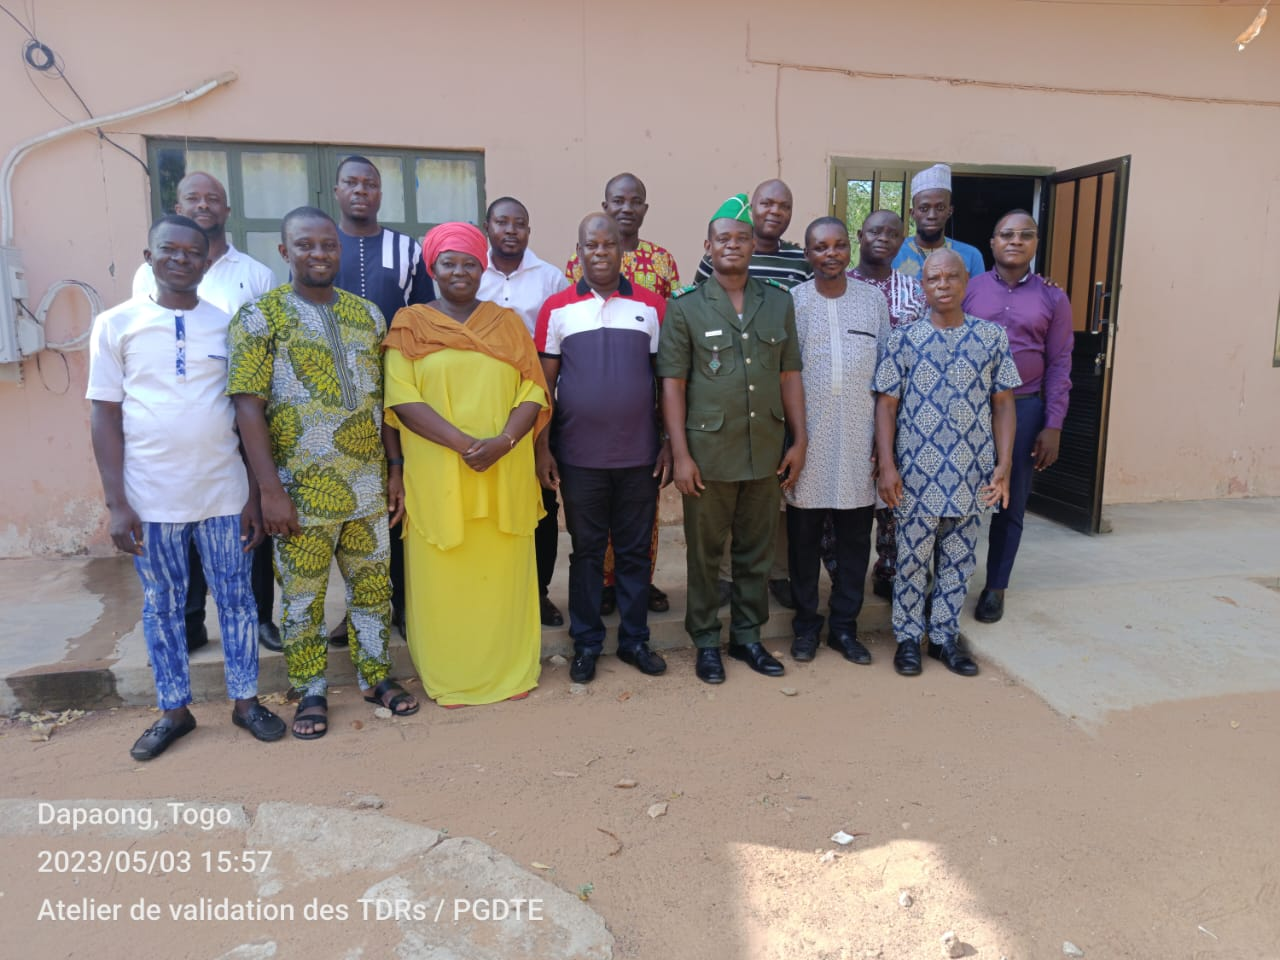 Dapaong, Togo
2023/05/03 15:57
Atelier de validation des TDRs / PGDTE